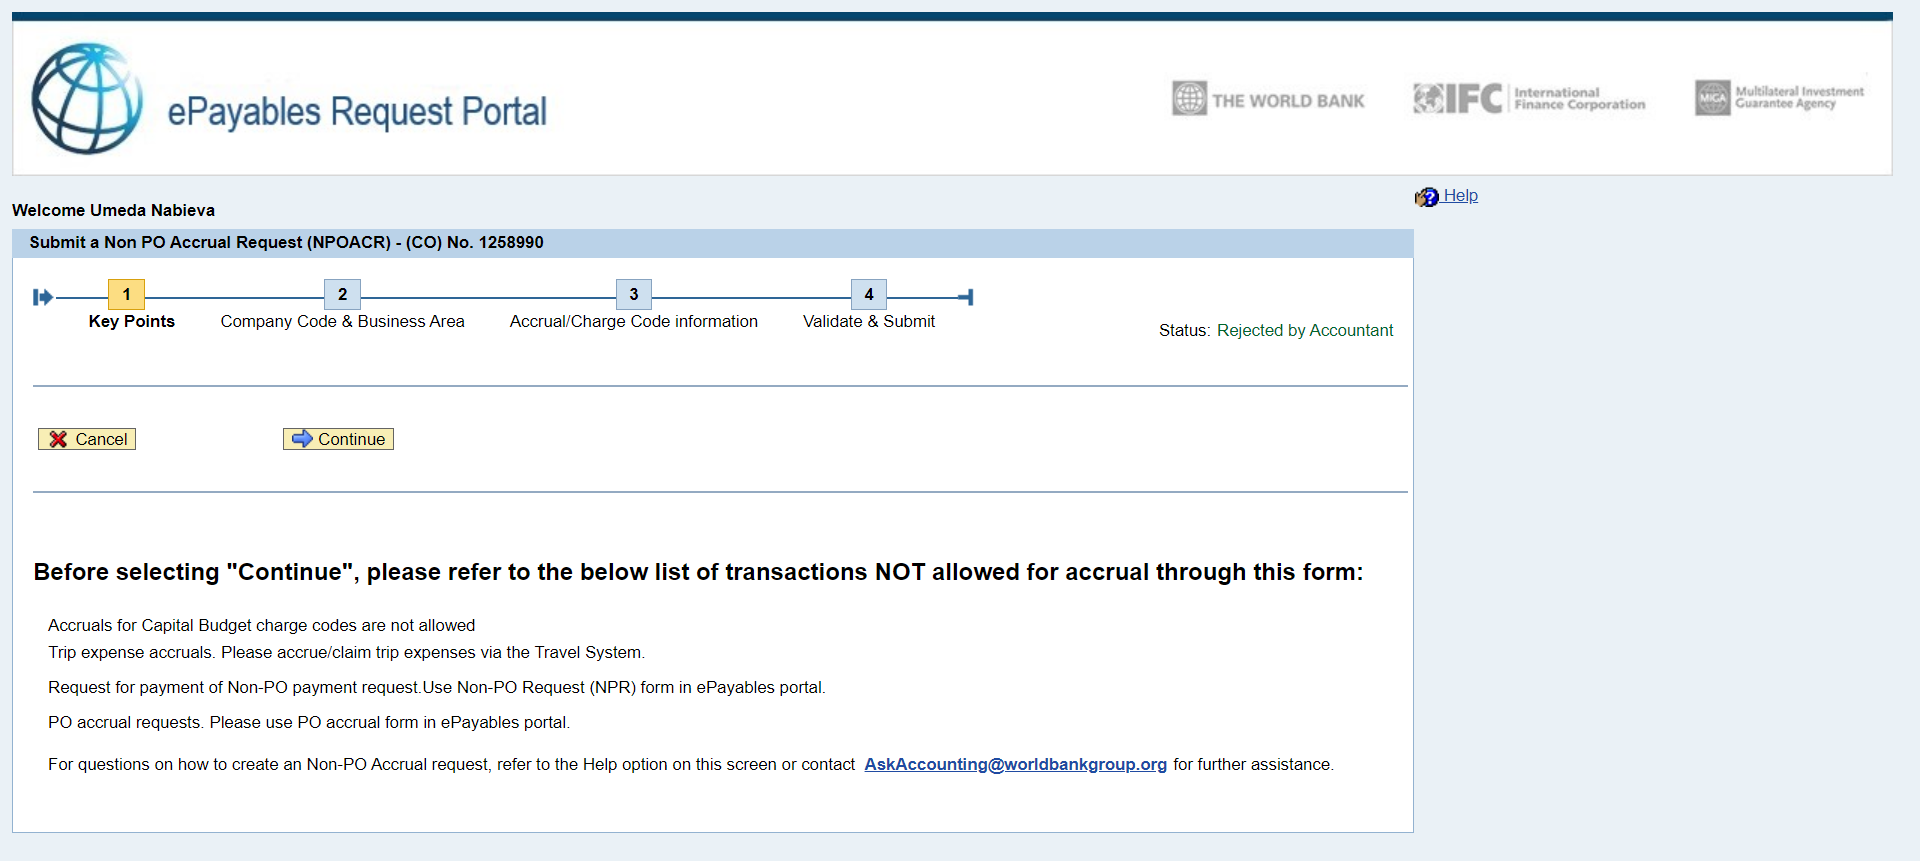 ePayables Request Portal
THE WORLD BANK
IFC International Finance Corporation
MIGA Multilateral Investment Guarantee Agency
Help
Welcome Umeda Nabieva
Submit a Non PO Accrual Request (NPOACR) - (CO) No. 1258990
1 2 3 4
Key Points Company Code & Business Area Accrual/Charge Code information Validate & Submit
Status: Rejected by Accountant
Cancel Continue
Before selecting "Continue", please refer to the below list of transactions NOT allowed for accrual through this form:
Accruals for Capital Budget charge codes are not allowed
Trip expense accruals. Please accrue/claim trip expenses via the Travel System.
Request for payment of Non-PO payment request.Use Non-PO Request (NPR) form in ePayables portal.
PO accrual requests. Please use PO accrual form in ePayables portal.
For questions on how to create an Non-PO Accrual request, refer to the Help option on this screen or contact AskAccounting@worldbankgroup.org for further assistance.